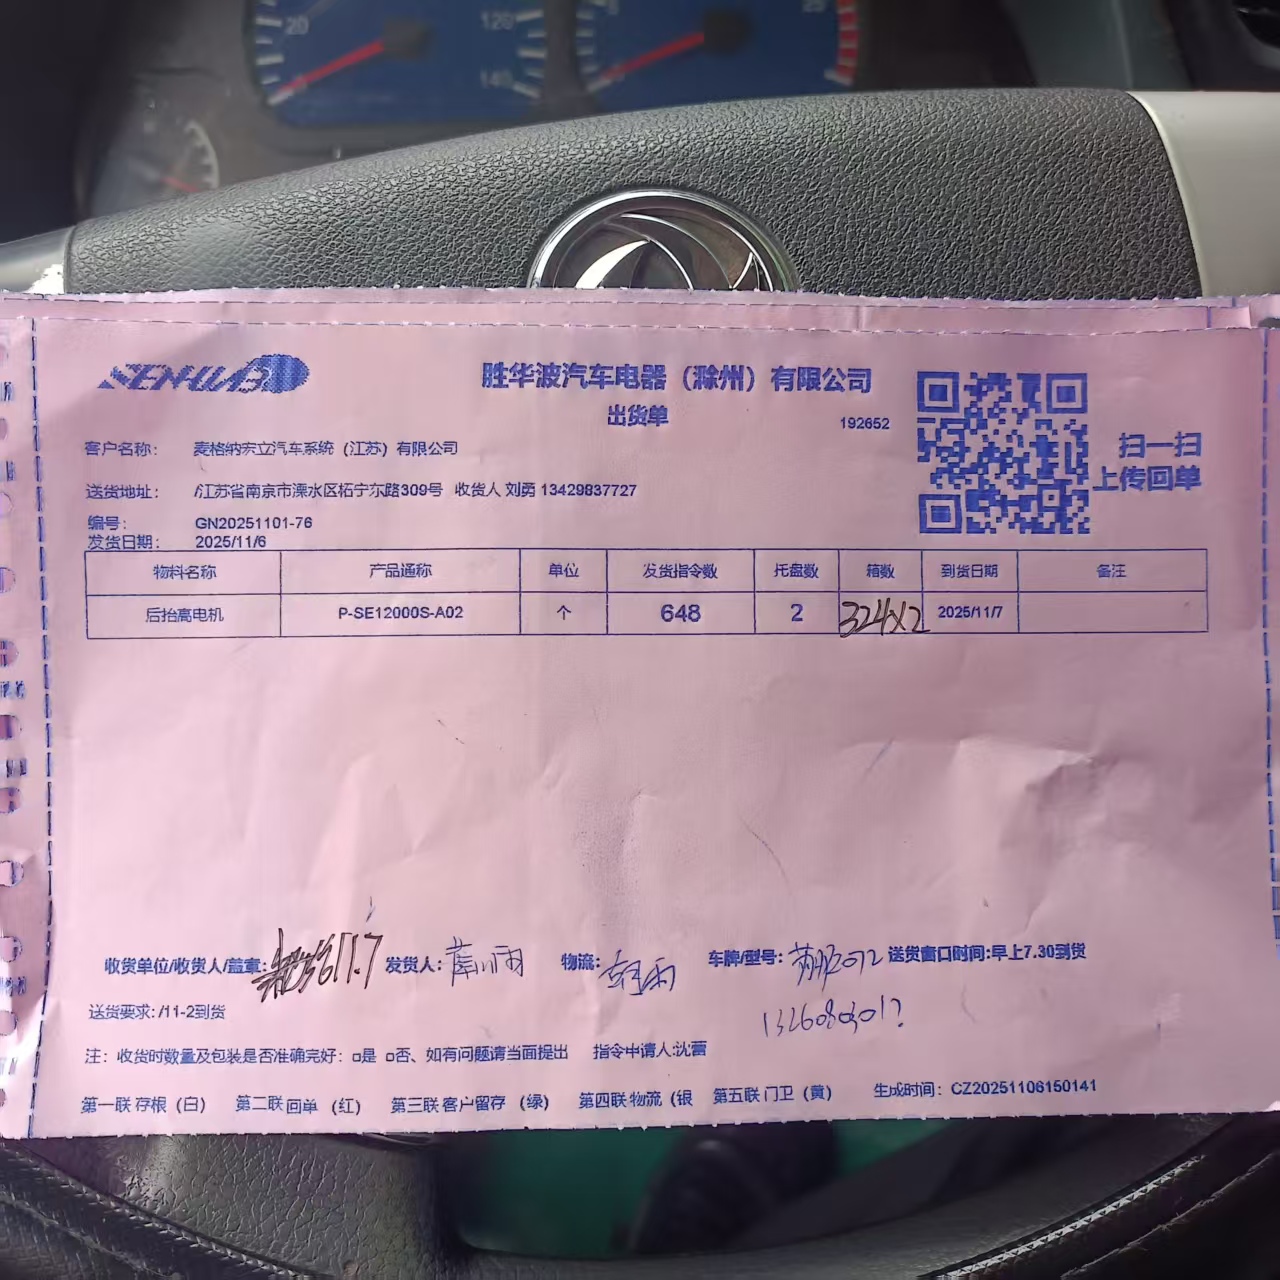 20
120
140
SENWB
胜华波汽车电器（滁州）有限公司
出货单
192652
扫一扫
上传回单
客户名称： 麦格纳宏立汽车系统（江苏）有限公司
送货地址： /江苏省南京市溧水区柘宁东路309号 收货人 刘勇 13429837727
编号： GN20251101-76
发货日期： 2025/11/6
物料名称 产品通称 单位 发货指令数 托盘数 箱数 到货日期 备注
后抬高电机 P-SE12000S-A02 个 648 2 324x2 2025/11/7
收货单位/收货人/盖章: 11.7 发货人: 物流: 车牌/型号: 072 送货窗口时间:早上7.30到货
送货要求: /11-2到货
注：收货时数量及包装是否准确完好：□是 □否、如有问题请当面提出 指令申请人:沈蕾
第一联 存根（白） 第二联 回单 （红） 第三联 客户留存 （绿） 第四联 物流（银 第五联 门卫（黄） 生成时间：CZ20251106150141